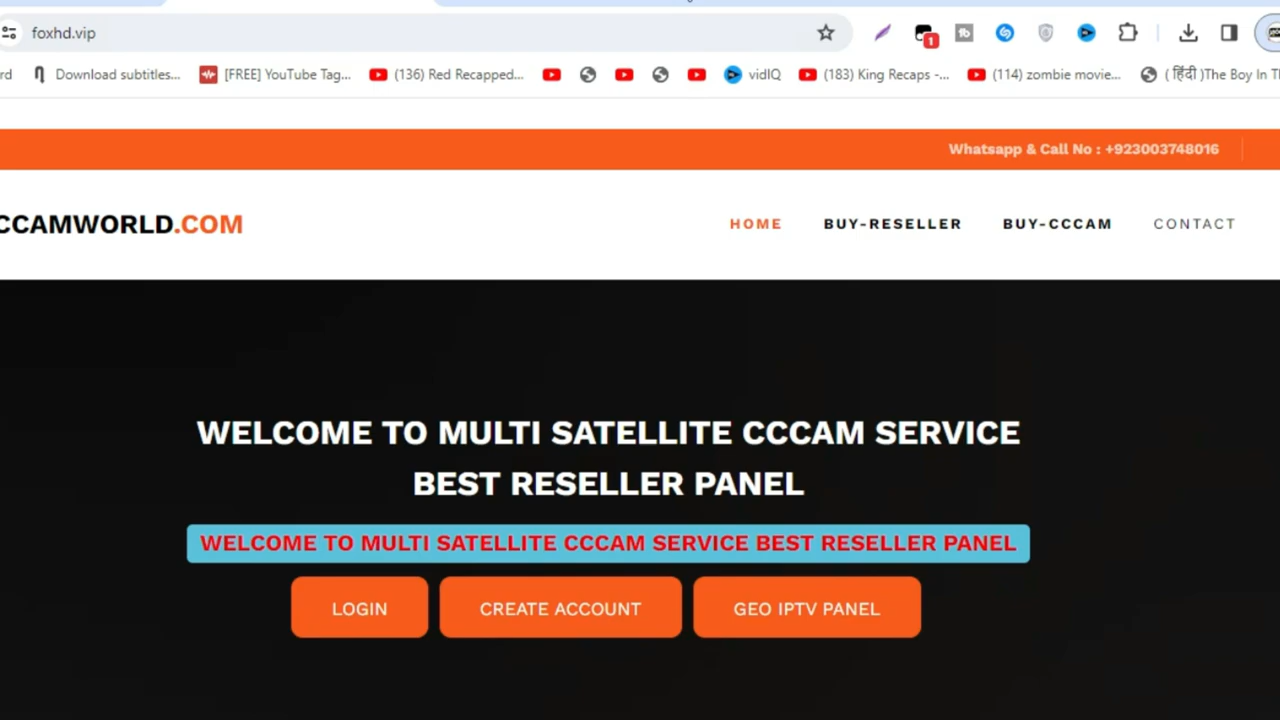 foxhd.vip
1
rd
Download subtitles...
[FREE] YouTube Tag...
(136) Red Recapped...
vidIQ
(183) King Recaps -...
(114) zombie movie...
( हिंदी )The Boy In Th
Whatsapp & Call No : +923003748016
CCAMWORLD.COM
HOME
BUY-RESELLER
BUY-CCCAM
CONTACT
WELCOME TO MULTI SATELLITE CCCAM SERVICE
BEST RESELLER PANEL
WELCOME TO MULTI SATELLITE CCCAM SERVICE BEST RESELLER PANEL
LOGIN
CREATE ACCOUNT
GEO IPTV PANEL